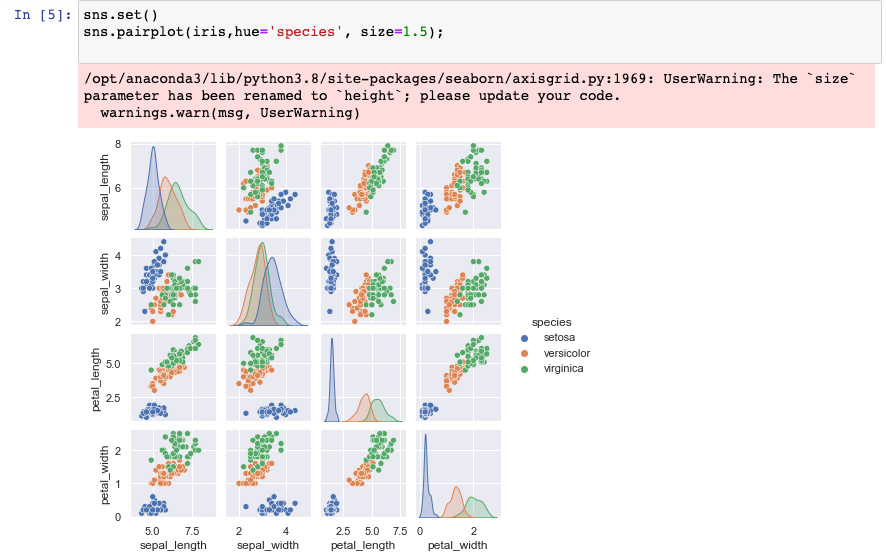 In [5]: sns.set()
sns.pairplot(iris,hue='species', size=1.5);
/opt/anaconda3/lib/python3.8/site-packages/seaborn/axisgrid.py:1969: UserWarning: The `size`
parameter has been renamed to `height`; please update your code.
  warnings.warn(msg, UserWarning)
8
6
sepal_length
4
3
2
sepal_width
species
setosa
versicolor
virginica
5.0
2.5
petal_length
2
1
0
petal_width
5.0 7.5 2 4 2.5 5.0 7.5 0 2
sepal_length sepal_width petal_length petal_width